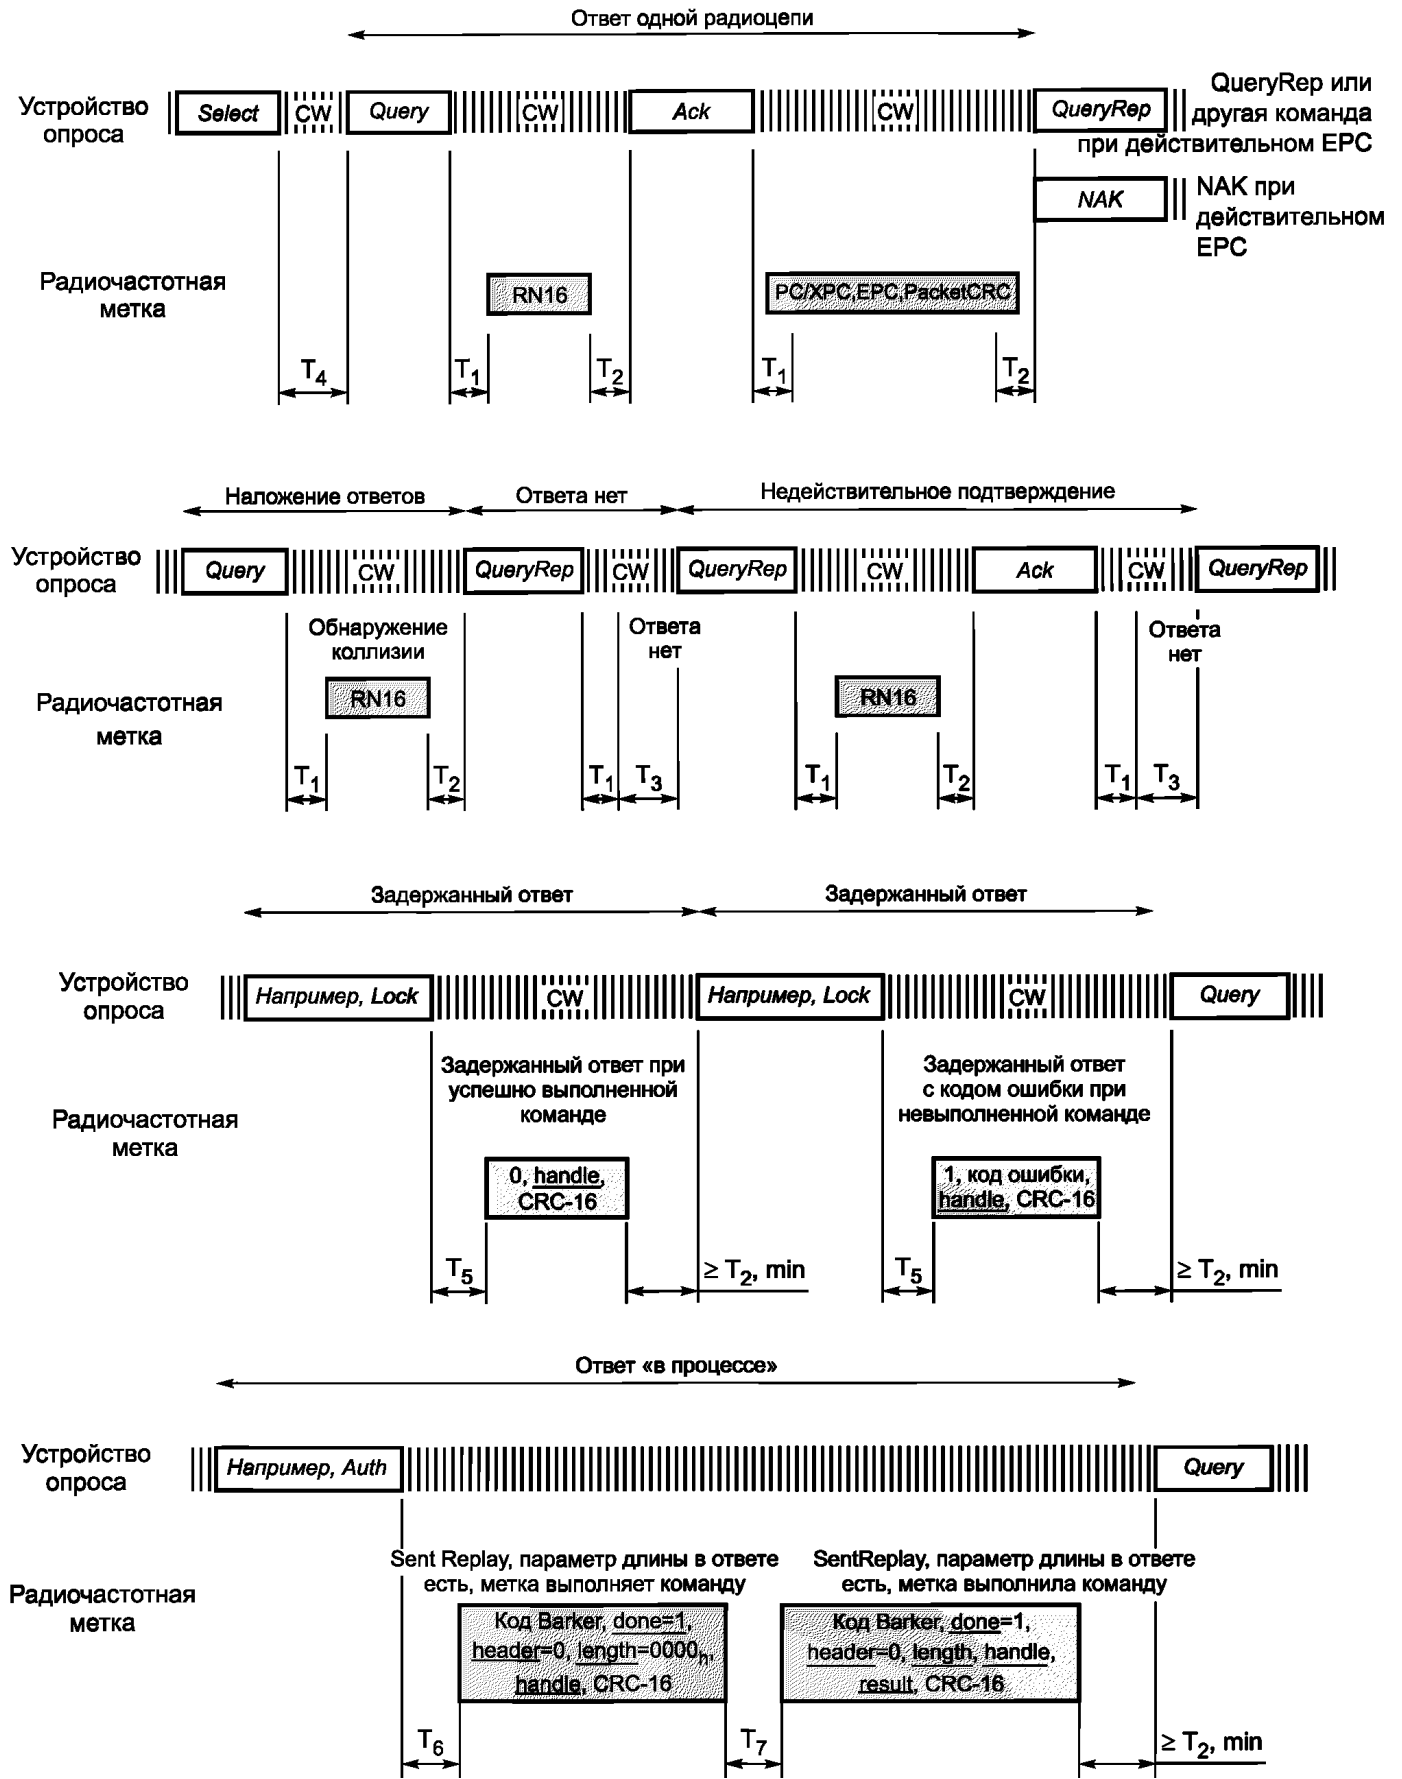 Ответ одной радиоцепи
Устройство опроса
Select
CW
Query
CW
Ack
CW
QueryRep
QueryRep или
другая команда
при действительном EPC
NAK
NAK при
действительном
EPC
Радиочастотная
метка
RN16
PC/XPC,EPC,PacketCRC
T4
T1
T2
T1
T2
Наложение ответов
Ответа нет
Недействительное подтверждение
Устройство
опроса
Query
CW
QueryRep
CW
QueryRep
CW
Ack
CW
QueryRep
Обнаружение
коллизии
Ответа
нет
Ответа
нет
Радиочастотная
метка
RN16
RN16
T1
T2
T1
T3
T1
T2
T1
T3
Задержанный ответ
Задержанный ответ
Устройство
опроса
Например, Lock
CW
Например, Lock
CW
Query
Задержанный ответ при
успешно выполненной
команде
Задержанный ответ
с кодом ошибки при
невыполненной команде
Радиочастотная
метка
0, handle,
CRC-16
1, код ошибки,
handle, CRC-16
T5
≥ T2, min
T5
≥ T2, min
Ответ «в процессе»
Устройство
опроса
Например, Auth
Query
Sent Replay, параметр длины в ответе
есть, метка выполняет команду
SentReplay, параметр длины в ответе
есть, метка выполнила команду
Радиочастотная
метка
Код Barker, done=1,
header=0, length=0000h,
handle, CRC-16
Код Barker, done=1,
header=0, length, handle,
result, CRC-16
T6
T7
≥ T2, min